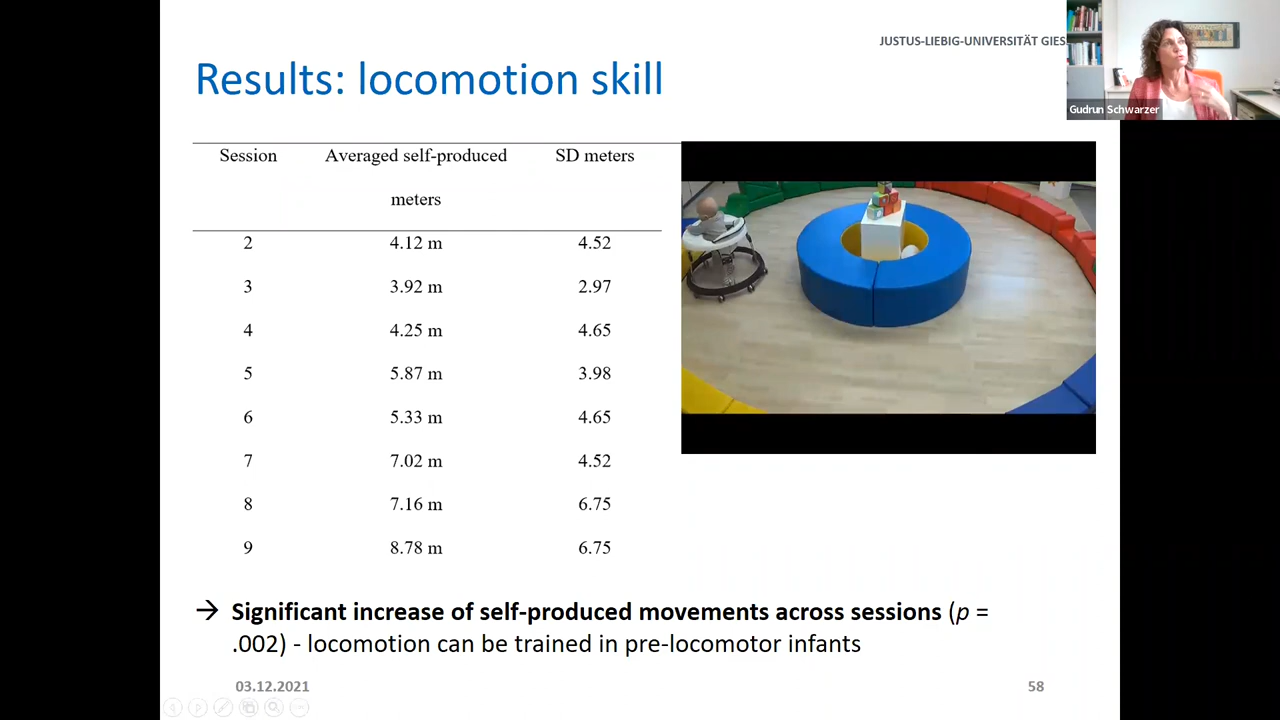 JUSTUS-LIEBIG-UNIVERSITÄT GIES
Gudrun Schwarzer
Results: locomotion skill
Session Averaged self-produced meters SD meters
2 4.12 m 4.52
3 3.92 m 2.97
4 4.25 m 4.65
5 5.87 m 3.98
6 5.33 m 4.65
7 7.02 m 4.52
8 7.16 m 6.75
9 8.78 m 6.75
→ Significant increase of self-produced movements across sessions (p =
.002) - locomotion can be trained in pre-locomotor infants
03.12.2021 58